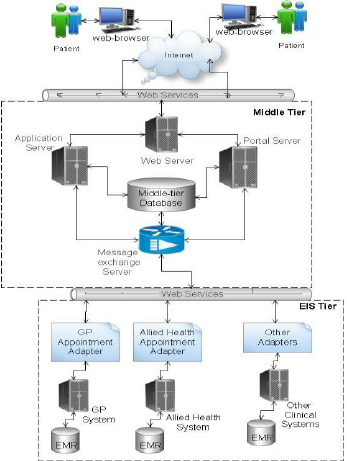 Patient
web-browser
Internet
web-browser
Patient
Web Services
Middle Tier
Application
Server
Web Server
Portal Server
Middle-tier
Database
Message
exchange
Server
Web Services
EIS Tier
GP
Appointment
Adapter
Allied Health
Appointment
Adapter
Other
Adapters
GP
System
EMR
Allied Health
System
EMR
Other
Clinical
Systems
EMR